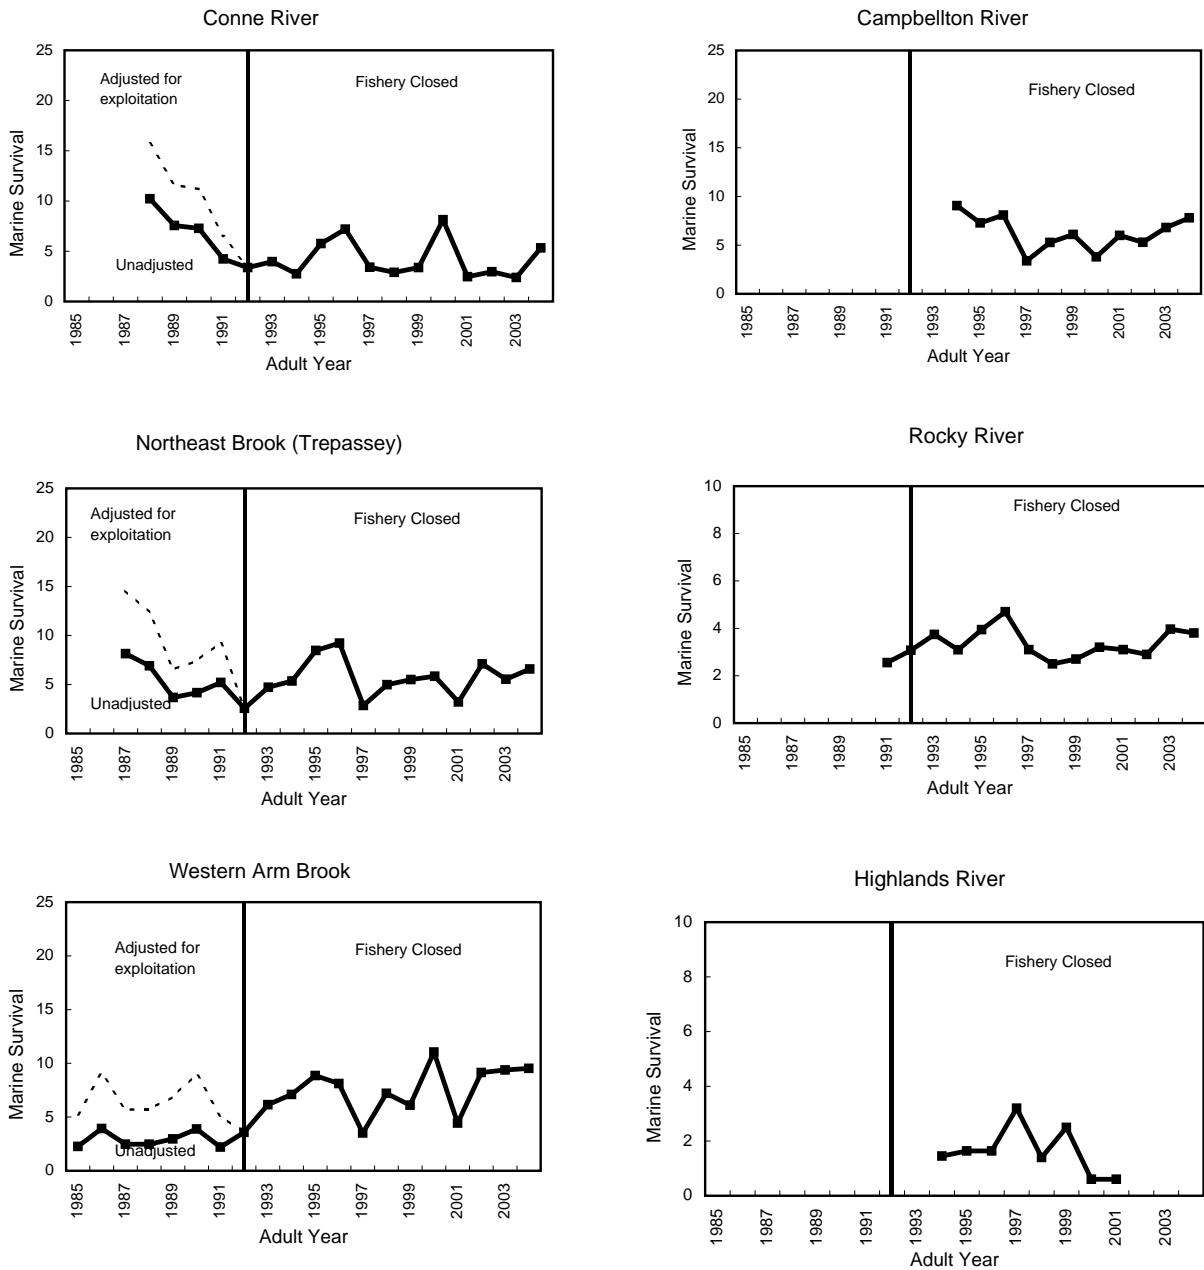 Conne River
25
20
15
10
5
0
Marine Survival
Adjusted for
exploitation
Unadjusted
Fishery Closed
1985
1987
1989
1991
1993
1995
1997
1999
2001
2003
Adult Year
Campbellton River
25
20
15
10
5
0
Marine Survival
Fishery Closed
1985
1987
1989
1991
1993
1995
1997
1999
2001
2003
Adult Year
Northeast Brook (Trepassey)
25
20
15
10
5
0
Marine Survival
Adjusted for
exploitation
Unadjusted
Fishery Closed
1985
1987
1989
1991
1993
1995
1997
1999
2001
2003
Adult Year
Rocky River
10
8
6
4
2
0
Marine Survival
Fishery Closed
1985
1987
1989
1991
1993
1995
1997
1999
2001
2003
Adult Year
Western Arm Brook
25
20
15
10
5
0
Marine Survival
Adjusted for
exploitation
Unadjusted
Fishery Closed
1985
1987
1989
1991
1993
1995
1997
1999
2001
2003
Adult Year
Highlands River
10
8
6
4
2
0
Marine Survival
Fishery Closed
1985
1987
1989
1991
1993
1995
1997
1999
2001
2003
Adult Year